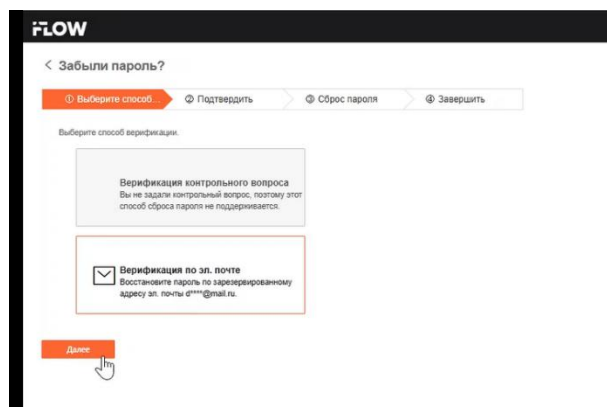 iFLOW
< Забыли пароль?
① Выберите способ... ② Подтвердить ③ Сброс пароля ④ Завершить
Выберите способ верификации.
Верификация контрольного вопроса
Вы не задали контрольный вопрос, поэтому этот
способ сброса пароля не поддерживается.
Верификация по эл. почте
Восстановите пароль по зарезервированному
адресу эл. почты d****@mail.ru.
Далее